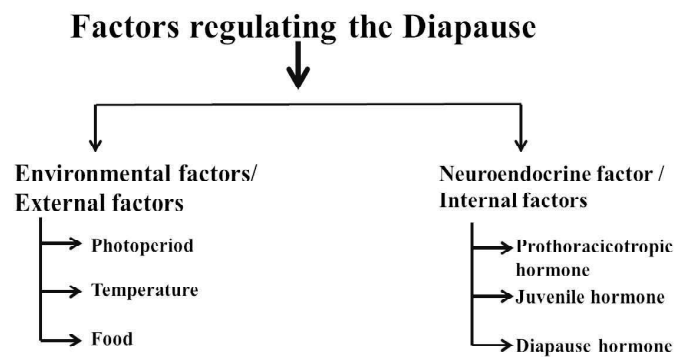 Factors regulating the Diapause
Environmental factors/
External factors
Photoperiod
Temperature
Food
Neuroendocrine factor /
Internal factors
Prothoracicotropic
hormone
Juvenile hormone
Diapause hormone